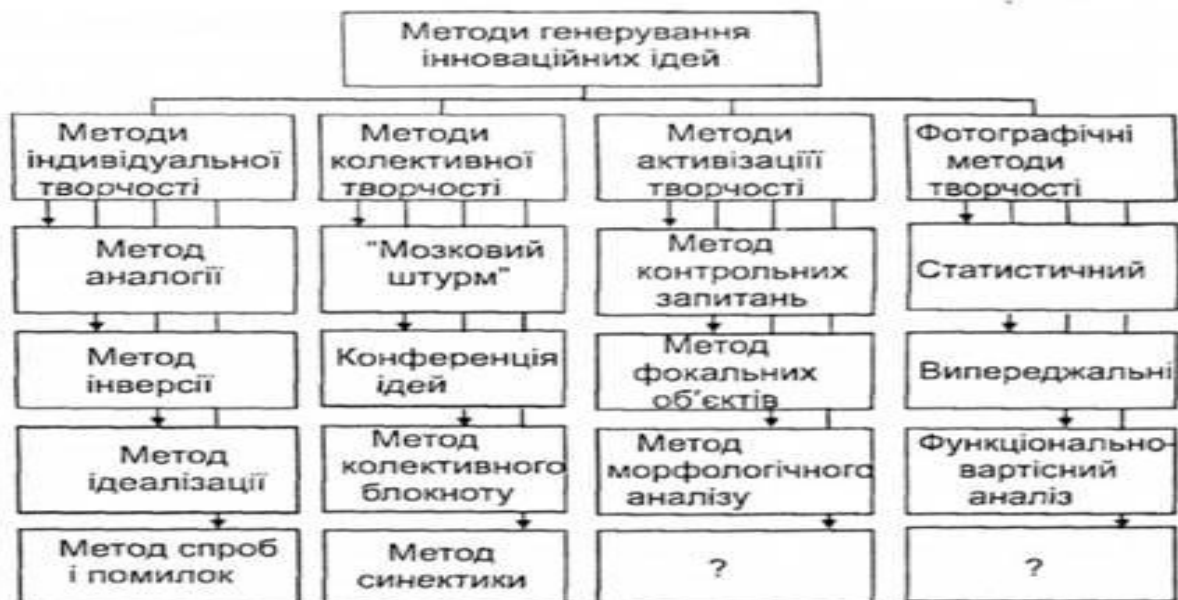 Методи генерування
інноваційних ідей
Методи
індивідуальної
творчості
Методи
колективної
творчості
Методи
активізаціїї
творчості
Фотографічні
методи
творчості
Метод
аналогії
"Мозковий
штурм"
Метод
контрольних
запитань
Статистичний
Метод
інверсії
Конференція
ідей
Метод
фокальних
об'єктів
Випереджальні
Метод
ідеалізації
Метод
колективного
блокноту
Метод
морфологічного
аналізу
Функціонально-
вартісний
аналіз
Метод спроб
і помилок
Метод
синектики
?
?